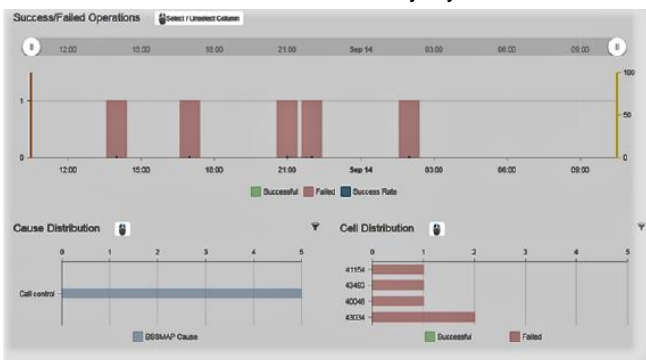 Success/Failed Operations Select / Unselect Column
12:00 15:00 18:00 21:00 Sep 14 03:00 06:00 09:00
100
1 50
0 0
12:00 15:00 18:00 21:00 Sep 14 03:00 06:00 09:00
Successful Failed Success Rate
Cause Distribution
0 1 2 3 4 5
Call control
BSSMAP Cause
Cell Distribution
0 1 2 3 4 5
41154
43493
40046
43034
Successful Failed